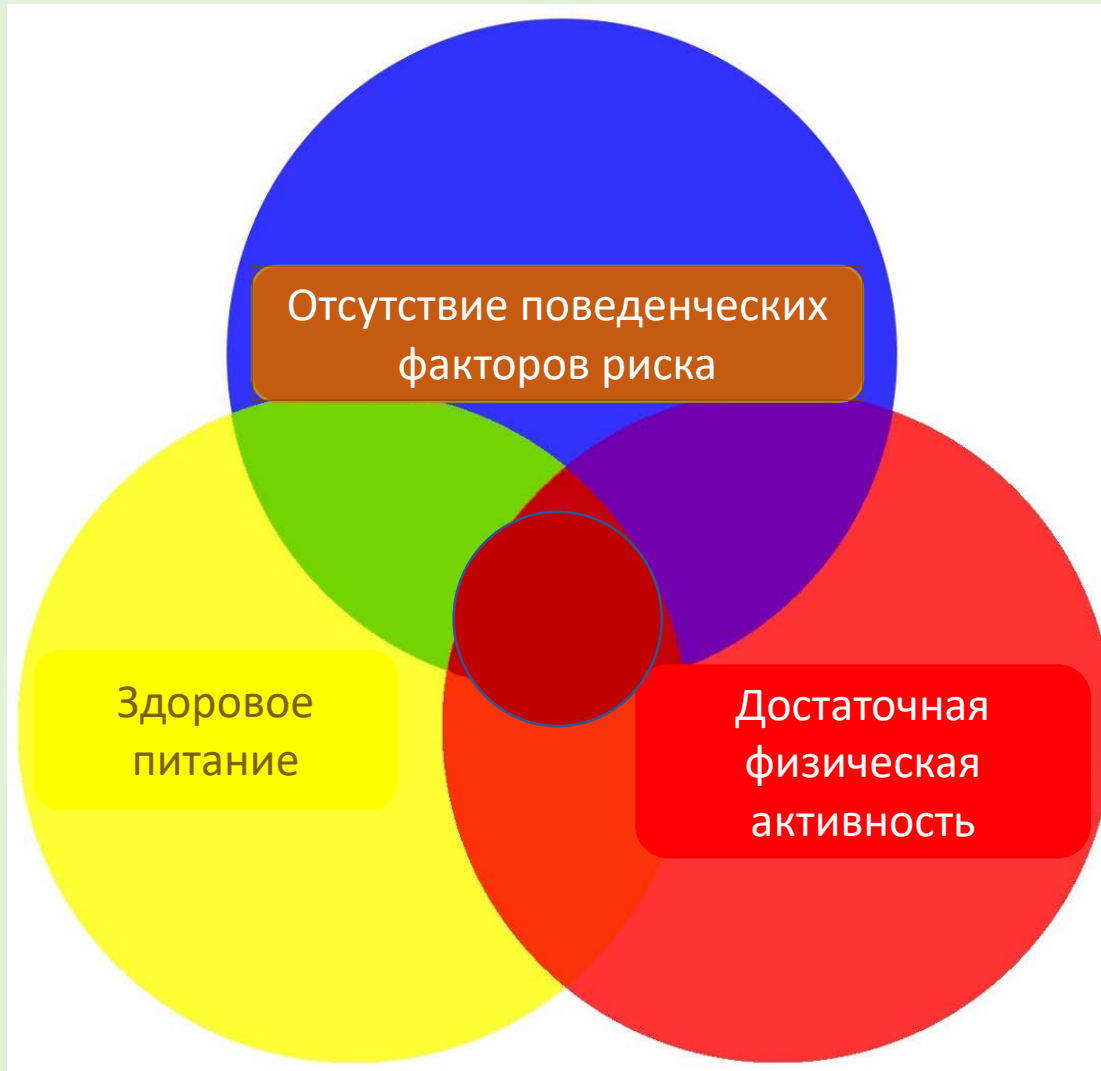 Отсутствие поведенческих
факторов риска
Здоровое
питание
Достаточная
физическая
активность